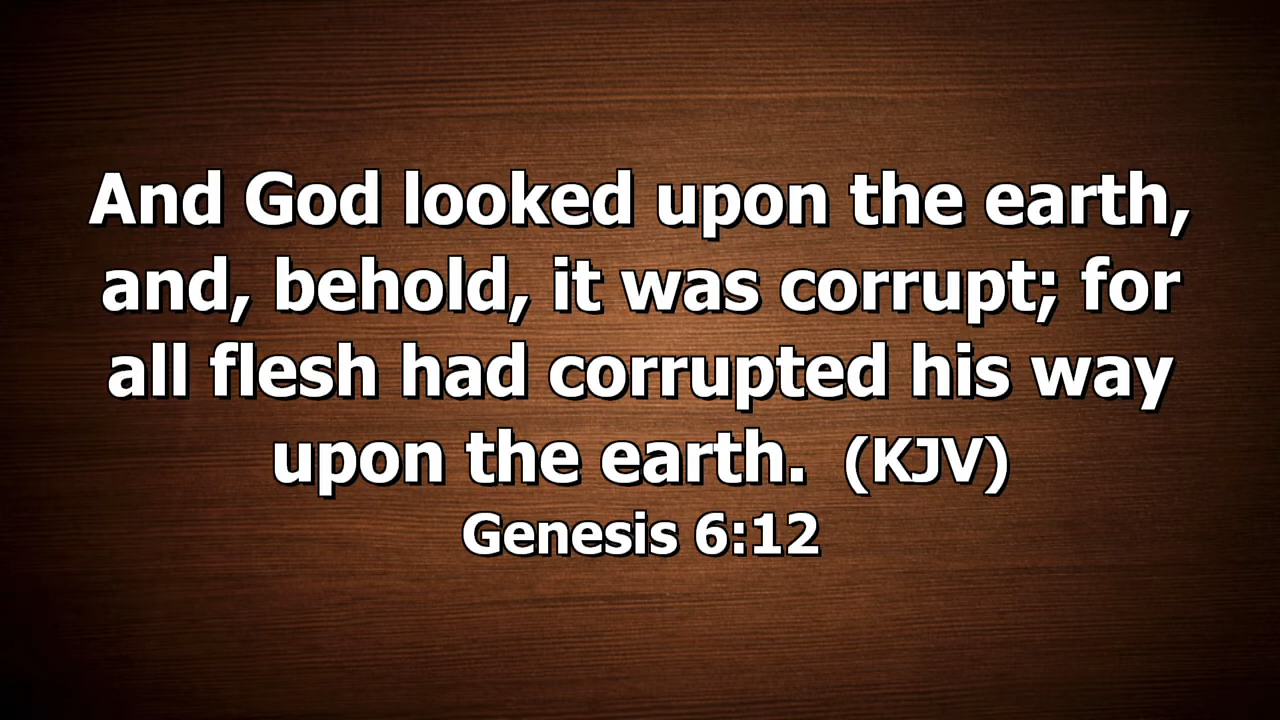 And God looked upon the earth,
and, behold, it was corrupt; for
all flesh had corrupted his way
upon the earth. (KJV)
Genesis 6:12